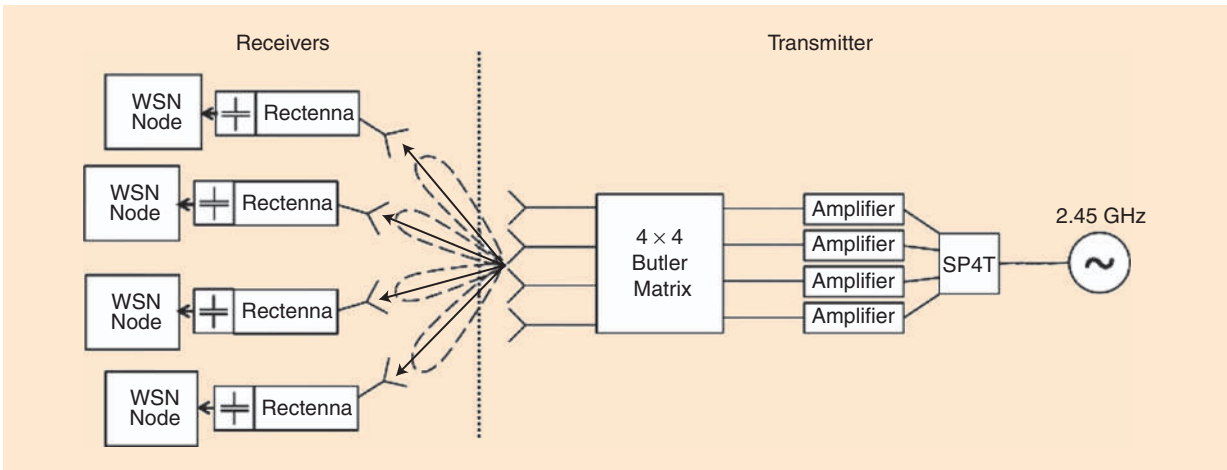 Receivers
Transmitter
WSN
Node
Rectenna
WSN
Node
Rectenna
WSN
Node
Rectenna
WSN
Node
Rectenna
4 × 4
Butler
Matrix
Amplifier
Amplifier
Amplifier
Amplifier
SP4T
2.45 GHz
~